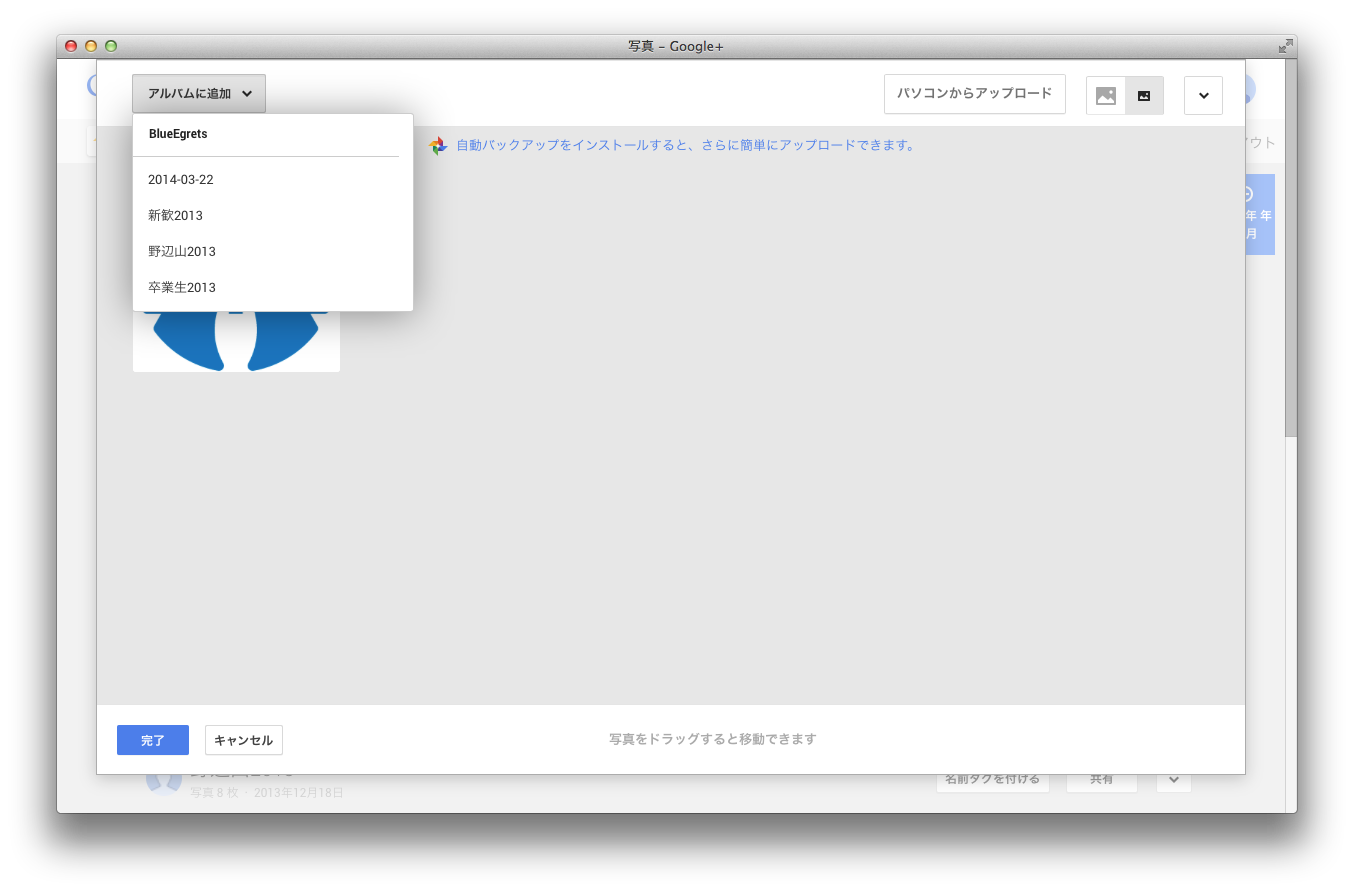 写真 – Google+
アルバムに追加
パソコンからアップロード
BlueEgrets
自動バックアップをインストールすると、さらに簡単にアップロードできます。
ウト
2014-03-22
新歓2013
年 年
月
野辺山2013
卒業生2013
完了
キャンセル
写真をドラッグすると移動できます
野辺山2013
名前タグを付ける
共有
写真 8 枚 - 2013年12月18日